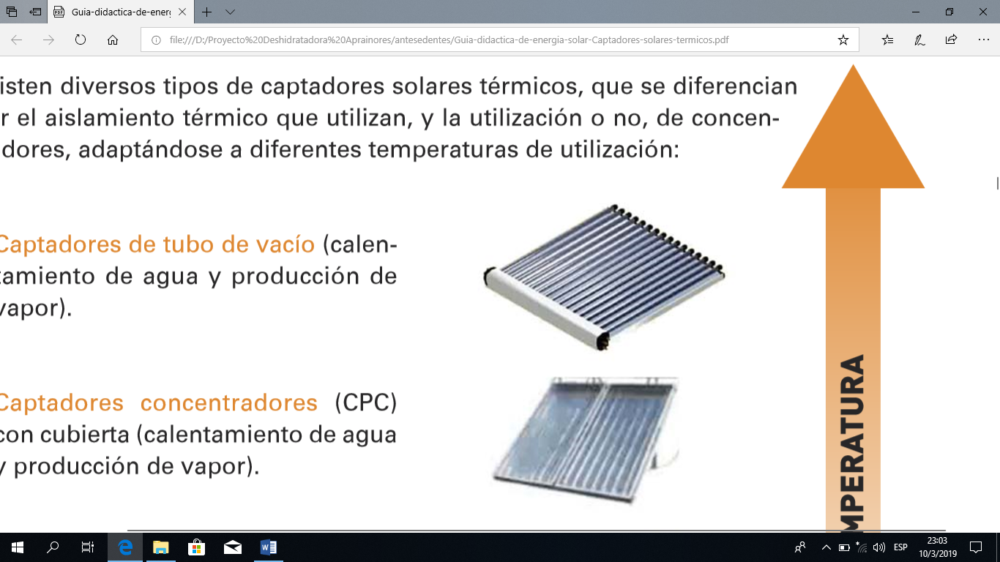 Guia-didactica-de-energ
file:///D:/Proyecto%20Deshidratadora%20Aprainores/antesedentes/Guia-didactica-de-energia-solar-Captadores-solares-termicos.pdf
isten diversos tipos de captadores solares térmicos, que se diferencian
r el aislamiento térmico que utilizan, y la utilización o no, de concen-
dores, adaptándose a diferentes temperaturas de utilización:
Captadores de tubo de vacío (calen-
tamiento de agua y producción de
vapor).
Captadores concentradores (CPC)
con cubierta (calentamiento de agua
y producción de vapor).
MPERATURA
ESP
23:03
10/3/2019